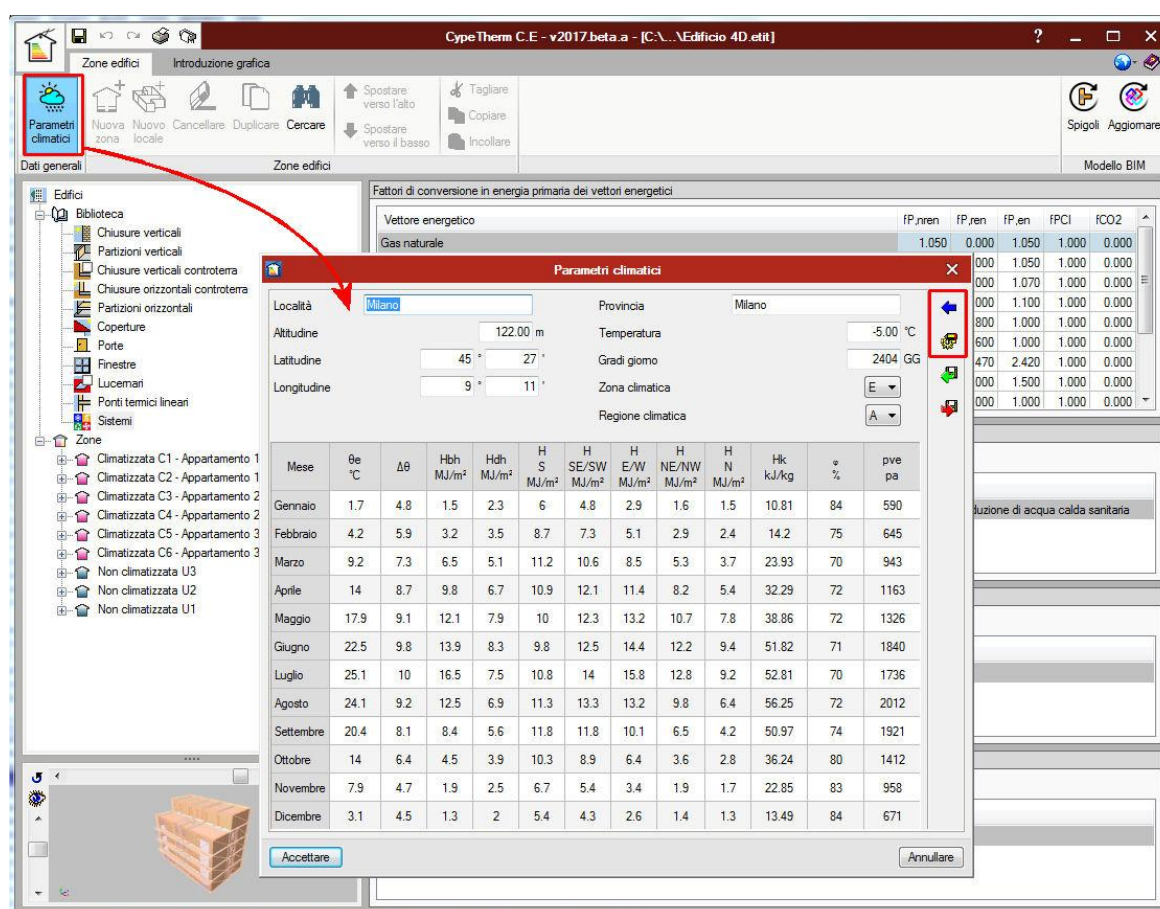 CypeTherm C.E - v2017.beta.a - [C:\...\Edificio 4D.etit]
Zone edifici Introduzione grafica
Parametri climatici
Nuova zona
Nuovo locale
Cancellare
Duplicare
Cercare
Spostare verso l'alto
Spostare verso il basso
Tagliare
Copiare
Incollare
Spigoli
Aggiornare
Dati generali
Zone edifici
Modello BIM
Edifici
Biblioteca
Chiusure verticali
Partizioni verticali
Chiusure verticali controterra
Chiusure orizzontali controterra
Partizioni orizzontali
Coperture
Porte
Finestre
Lucernari
Ponti termici lineari
Sistemi
Zone
Climatizzata C1 - Appartamento 1
Climatizzata C2 - Appartamento 1
Climatizzata C3 - Appartamento 2
Climatizzata C4 - Appartamento 2
Climatizzata C5 - Appartamento 3
Climatizzata C6 - Appartamento 3
Non climatizzata U3
Non climatizzata U2
Non climatizzata U1
Fattori di conversione in energia primaria dei vettori energetici
Vettore energetico fP,nren fP,ren fP,en fPCI fCO2
Gas naturale 1.050 0.000 1.050 1.000 0.000
000 1.050 1.000 0.000
000 1.070 1.000 0.000
000 1.100 1.000 0.000
800 1.000 1.000 0.000
600 1.000 1.000 0.000
470 2.420 1.000 0.000
000 1.500 1.000 0.000
000 1.000 1.000 0.000
duzione di acqua calda sanitaria
Parametri climatici
Località Milano Provincia Milano
Altitudine 122.00 m Temperatura -5.00 °C
Latitudine 45 ° 27 ' Gradi giorno 2404 GG
Longitudine 9 ° 11 ' Zona climatica E
Regione climatica A
Mese θe °C Δθ Hbh MJ/m² Hdh MJ/m² H S MJ/m² H SE/SW MJ/m² H E/W MJ/m² H NE/NW MJ/m² H N MJ/m² Hk kJ/kg φ % pve pa
Gennaio 1.7 4.8 1.5 2.3 6 4.8 2.9 1.6 1.5 10.81 84 590
Febbraio 4.2 5.9 3.2 3.5 8.7 7.3 5.1 2.9 2.4 14.2 75 645
Marzo 9.2 7.3 6.5 5.1 11.2 10.6 8.5 5.3 3.7 23.93 70 943
Aprile 14 8.7 9.8 6.7 10.9 12.1 11.4 8.2 5.4 32.29 72 1163
Maggio 17.9 9.1 12.1 7.9 10 12.3 13.2 10.7 7.8 38.86 72 1326
Giugno 22.5 9.8 13.9 8.3 9.8 12.5 14.4 12.2 9.4 51.82 71 1840
Luglio 25.1 10 16.5 7.5 10.8 14 15.8 12.8 9.2 52.81 70 1736
Agosto 24.1 9.2 12.5 6.9 11.3 13.3 13.2 9.8 6.4 56.25 72 2012
Settembre 20.4 8.1 8.4 5.6 11.8 11.8 10.1 6.5 4.2 50.97 74 1921
Ottobre 14 6.4 4.5 3.9 10.3 8.9 6.4 3.6 2.8 36.24 80 1412
Novembre 7.9 4.7 1.9 2.5 6.7 5.4 3.4 1.9 1.7 22.85 83 958
Dicembre 3.1 4.5 1.3 2 5.4 4.3 2.6 1.4 1.3 13.49 84 671
Accettare Annullare